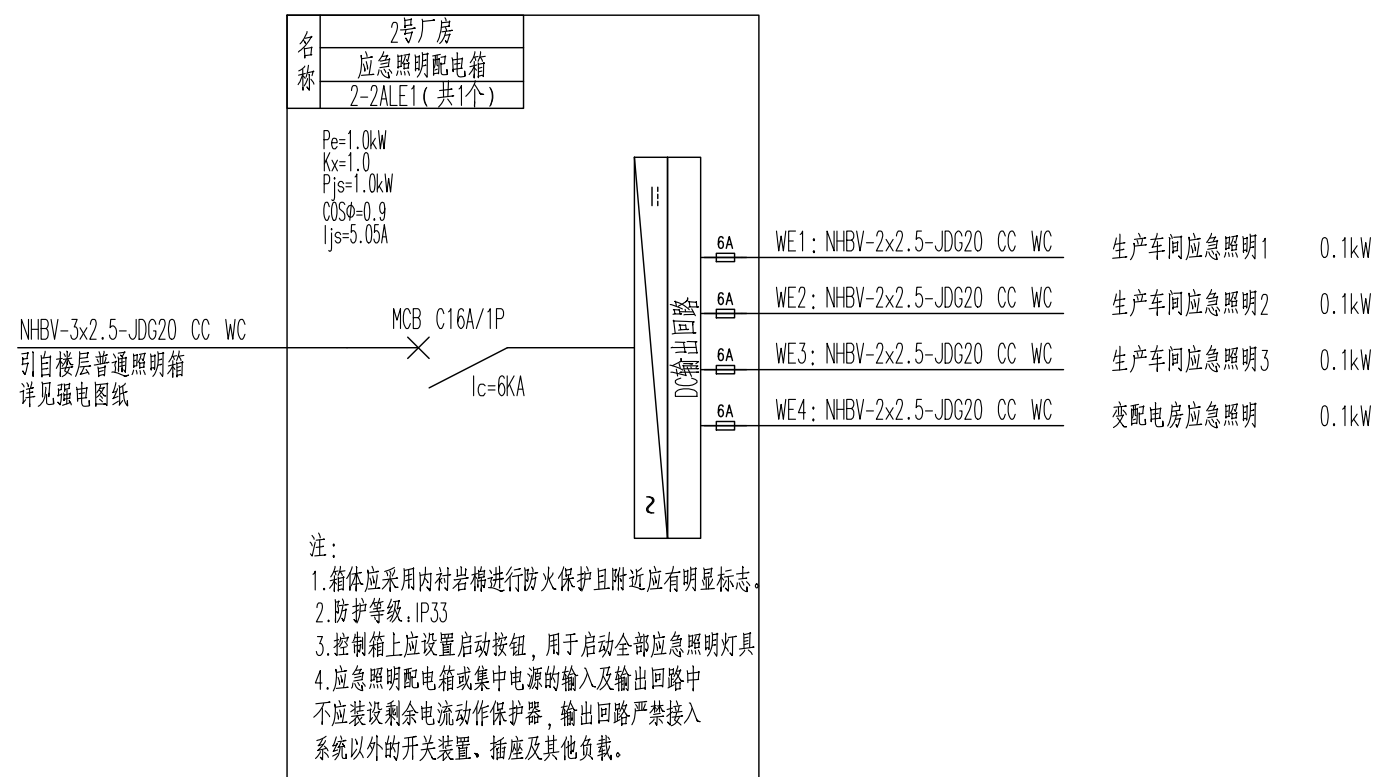 名称
2号厂房
应急照明配电箱
2-2ALE1(共1个)
Pe=1.0kW
Kx=1.0
Pjs=1.0kW
COSΦ=0.9
Ijs=5.05A
NHBV-3x2.5-JDG20 CC WC
引自楼层普通照明箱
详见强电图纸
MCB C16A/1P
Ic=6KA
DC输出回路
6A WE1: NHBV-2x2.5-JDG20 CC WC 生产车间应急照明1 0.1kW
6A WE2: NHBV-2x2.5-JDG20 CC WC 生产车间应急照明2 0.1kW
6A WE3: NHBV-2x2.5-JDG20 CC WC 生产车间应急照明3 0.1kW
6A WE4: NHBV-2x2.5-JDG20 CC WC 变配电房应急照明 0.1kW
注:
1.箱体应采用内衬岩棉进行防火保护且附近应有明显标志。
2.防护等级:IP33
3.控制箱上应设置启动按钮,用于启动全部应急照明灯具
4.应急照明配电箱或集中电源的输入及输出回路中
不应装设剩余电流动作保护器,输出回路严禁接入
系统以外的开关装置、插座及其他负载。